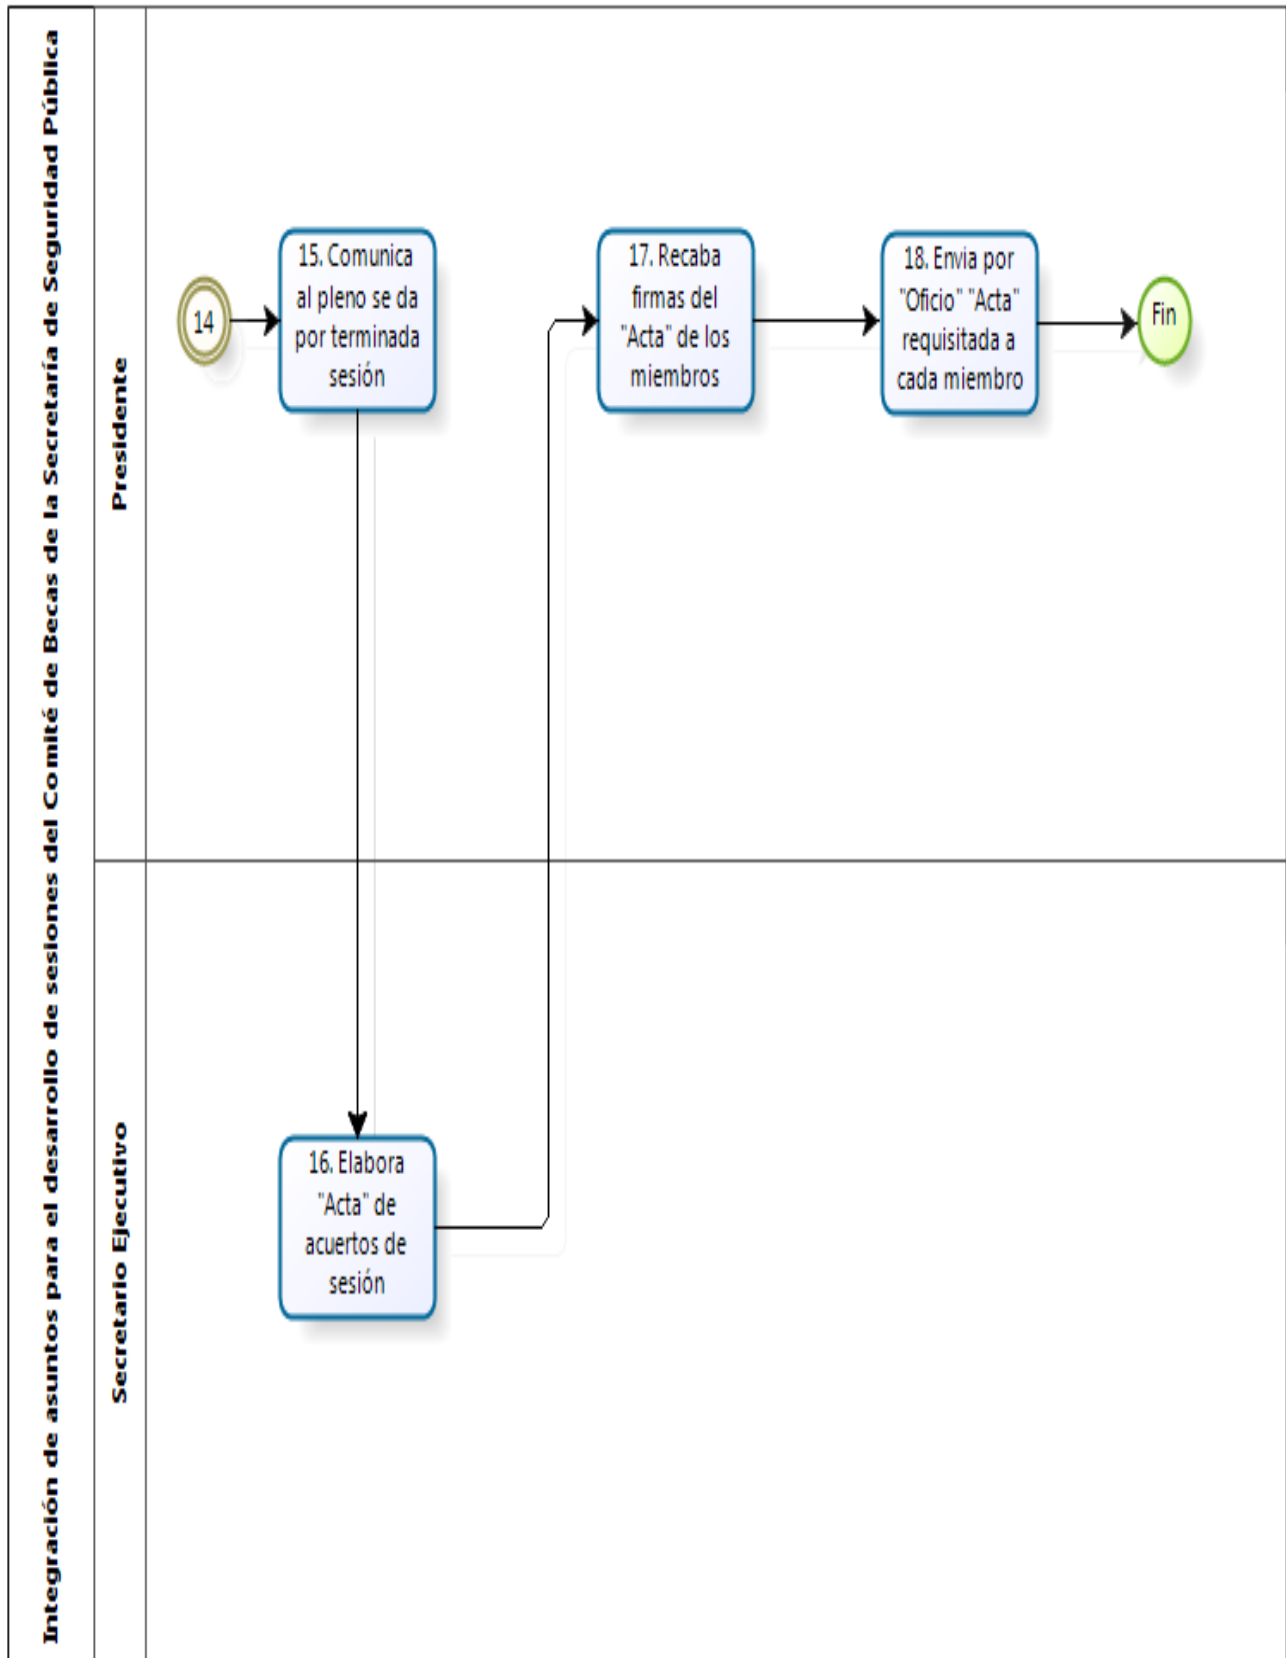 Integración de asuntos para el desarrollo de sesiones del Comité de Becas de la Secretaría de Seguridad Pública
Presidente
14
15. Comunica
al pleno se da
por terminada
sesión
17. Recaba
firmas del
"Acta" de los
miembros
18. Envia por
"Oficio" "Acta"
requisitada a
cada miembro
Fin
Secretario Ejecutivo
16. Elabora
"Acta" de
acuertos de
sesión